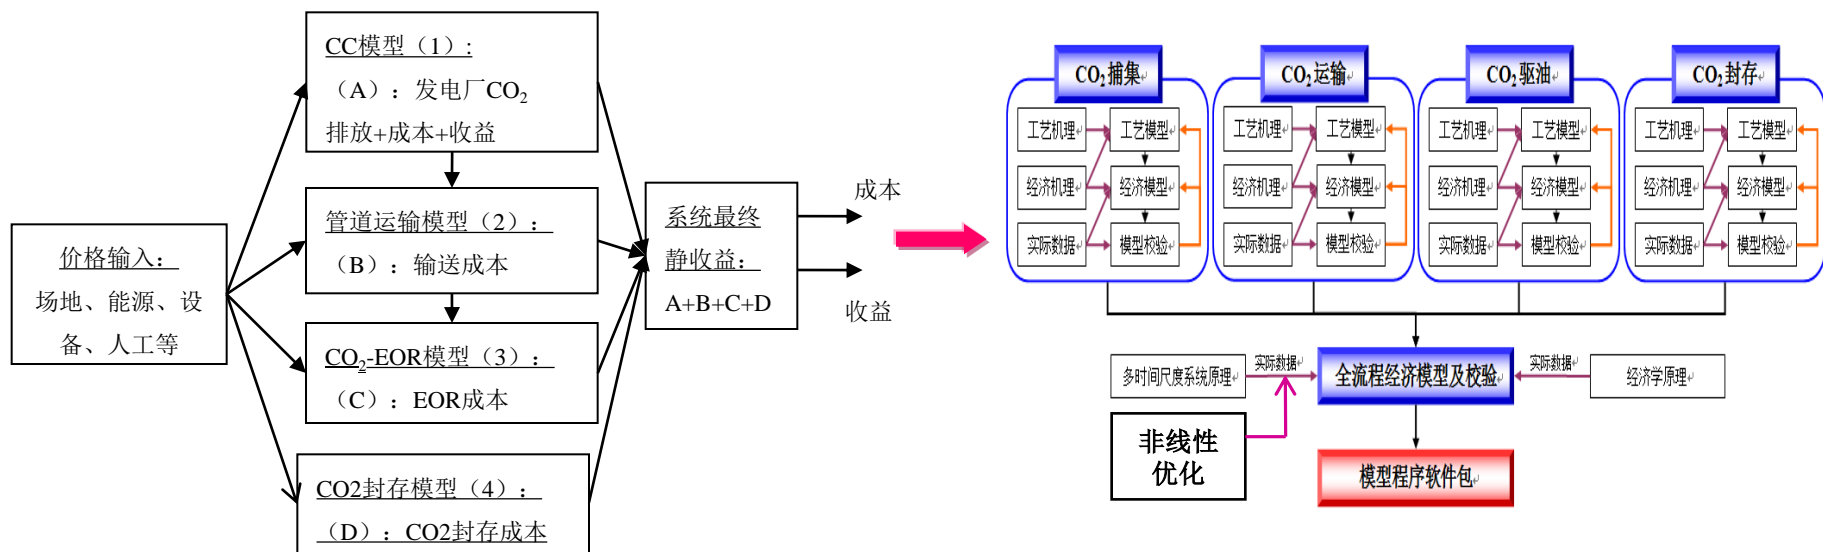 价格输入：
场地、能源、设
备、人工等
CC模型（1）:
（A）：发电厂CO₂
排放+成本+收益
管道运输模型（2）：
（B）：输送成本
CO₂-EOR模型（3）：
（C）：EOR成本
CO2封存模型（4）：
（D）：CO2封存成本
系统最终
静收益：
A+B+C+D
成本
收益
CO₂捕集
工艺机理
工艺模型
经济机理
经济模型
实际数据
模型校验
CO₂运输
工艺机理
工艺模型
经济机理
经济模型
实际数据
模型校验
CO₂驱油
工艺机理
工艺模型
经济机理
经济模型
实际数据
模型校验
CO₂封存
工艺机理
工艺模型
经济机理
经济模型
实际数据
模型校验
多时间尺度系统原理
实际数据
全流程经济模型及校验
实际数据
经济学原理
非线性
优化
模型程序软件包